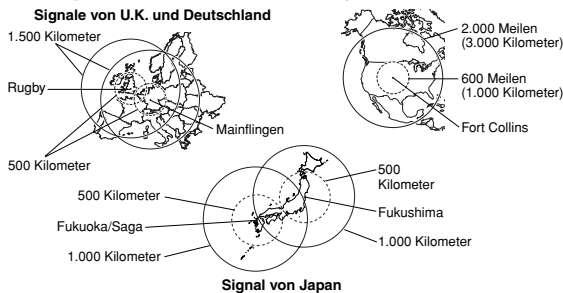 Signale von U.K. und Deutschland
1.500 Kilometer
Rugby
500 Kilometer
Mainflingen
2.000 Meilen
(3.000 Kilometer)
600 Meilen
(1.000 Kilometer)
Fort Collins
500 Kilometer
Fukuoka/Saga
1.000 Kilometer
500
Kilometer
Fukushima
1.000 Kilometer
Signal von Japan